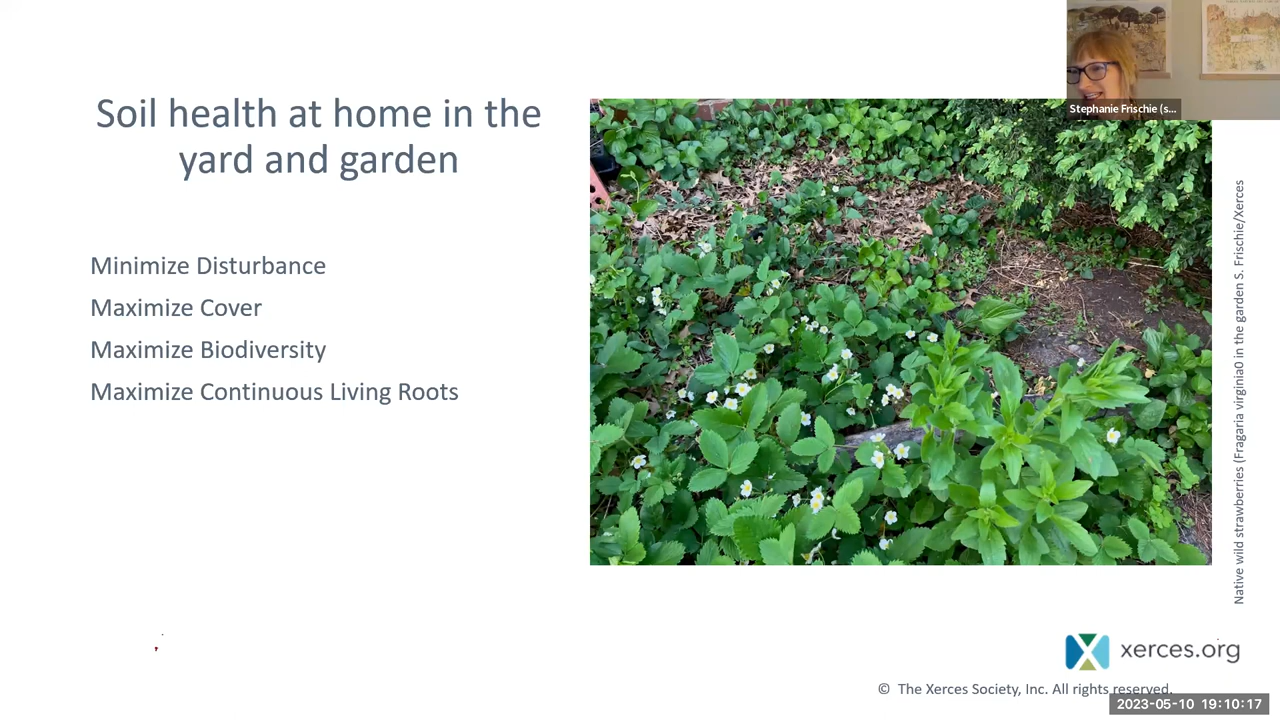 Soil health at home in the
yard and garden
Minimize Disturbance
Maximize Cover
Maximize Biodiversity
Maximize Continuous Living Roots
Stephanie Frischie (s...
Native wild strawberries (Fragaria virginia0 in the garden S. Frischie/Xerces
xerces.org
© The Xerces Society, Inc. All rights reserved.
2023-05-10 19:10:17